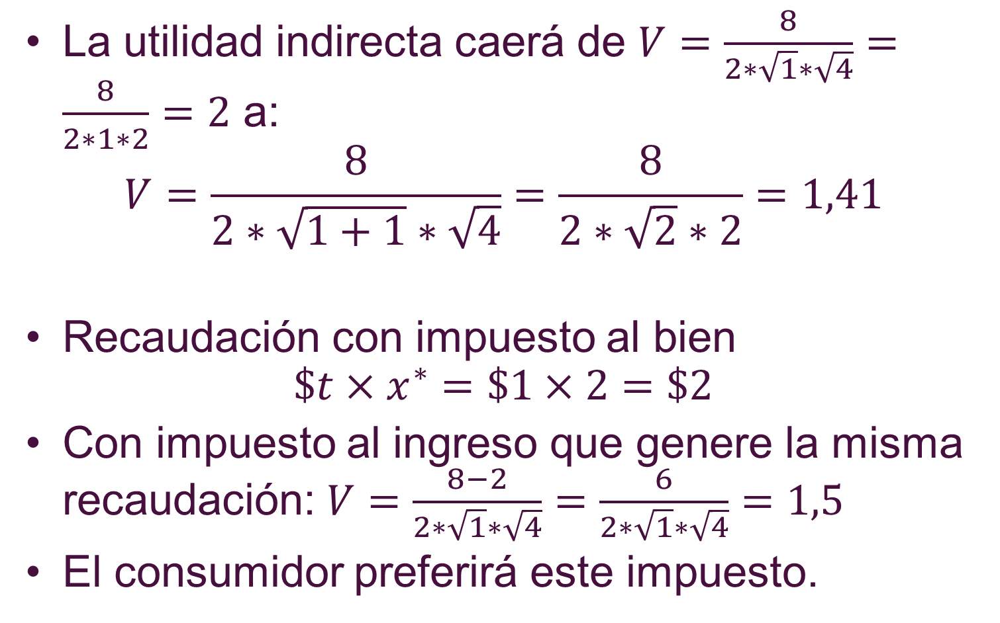 • La utilidad indirecta caerá de $V = \frac{8}{2*\sqrt{1}*\sqrt{4}} =$
$\frac{8}{2*1*2} = 2$ a:
$V = \frac{8}{2*\sqrt{1+1}*\sqrt{4}} = \frac{8}{2*\sqrt{2}*2} = 1,41$
• Recaudación con impuesto al bien
$\$t \times x^* = \$1 \times 2 = \$2$
• Con impuesto al ingreso que genere la misma
recaudación: $V = \frac{8-2}{2*\sqrt{1}*\sqrt{4}} = \frac{6}{2*\sqrt{1}*\sqrt{4}} = 1,5$
• El consumidor preferirá este impuesto.